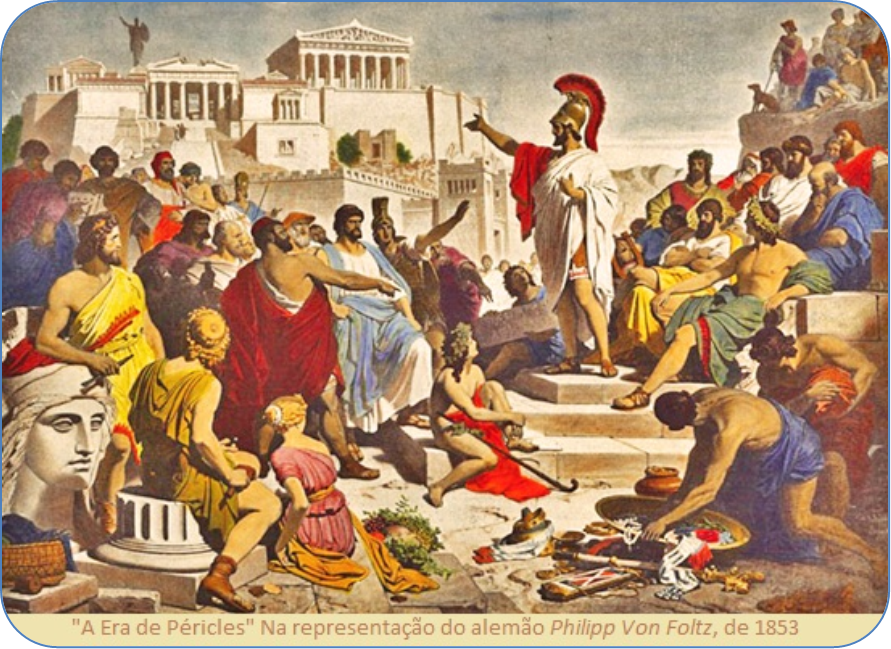 "A Era de Péricles" Na representação do alemão Philipp Von Foltz, de 1853